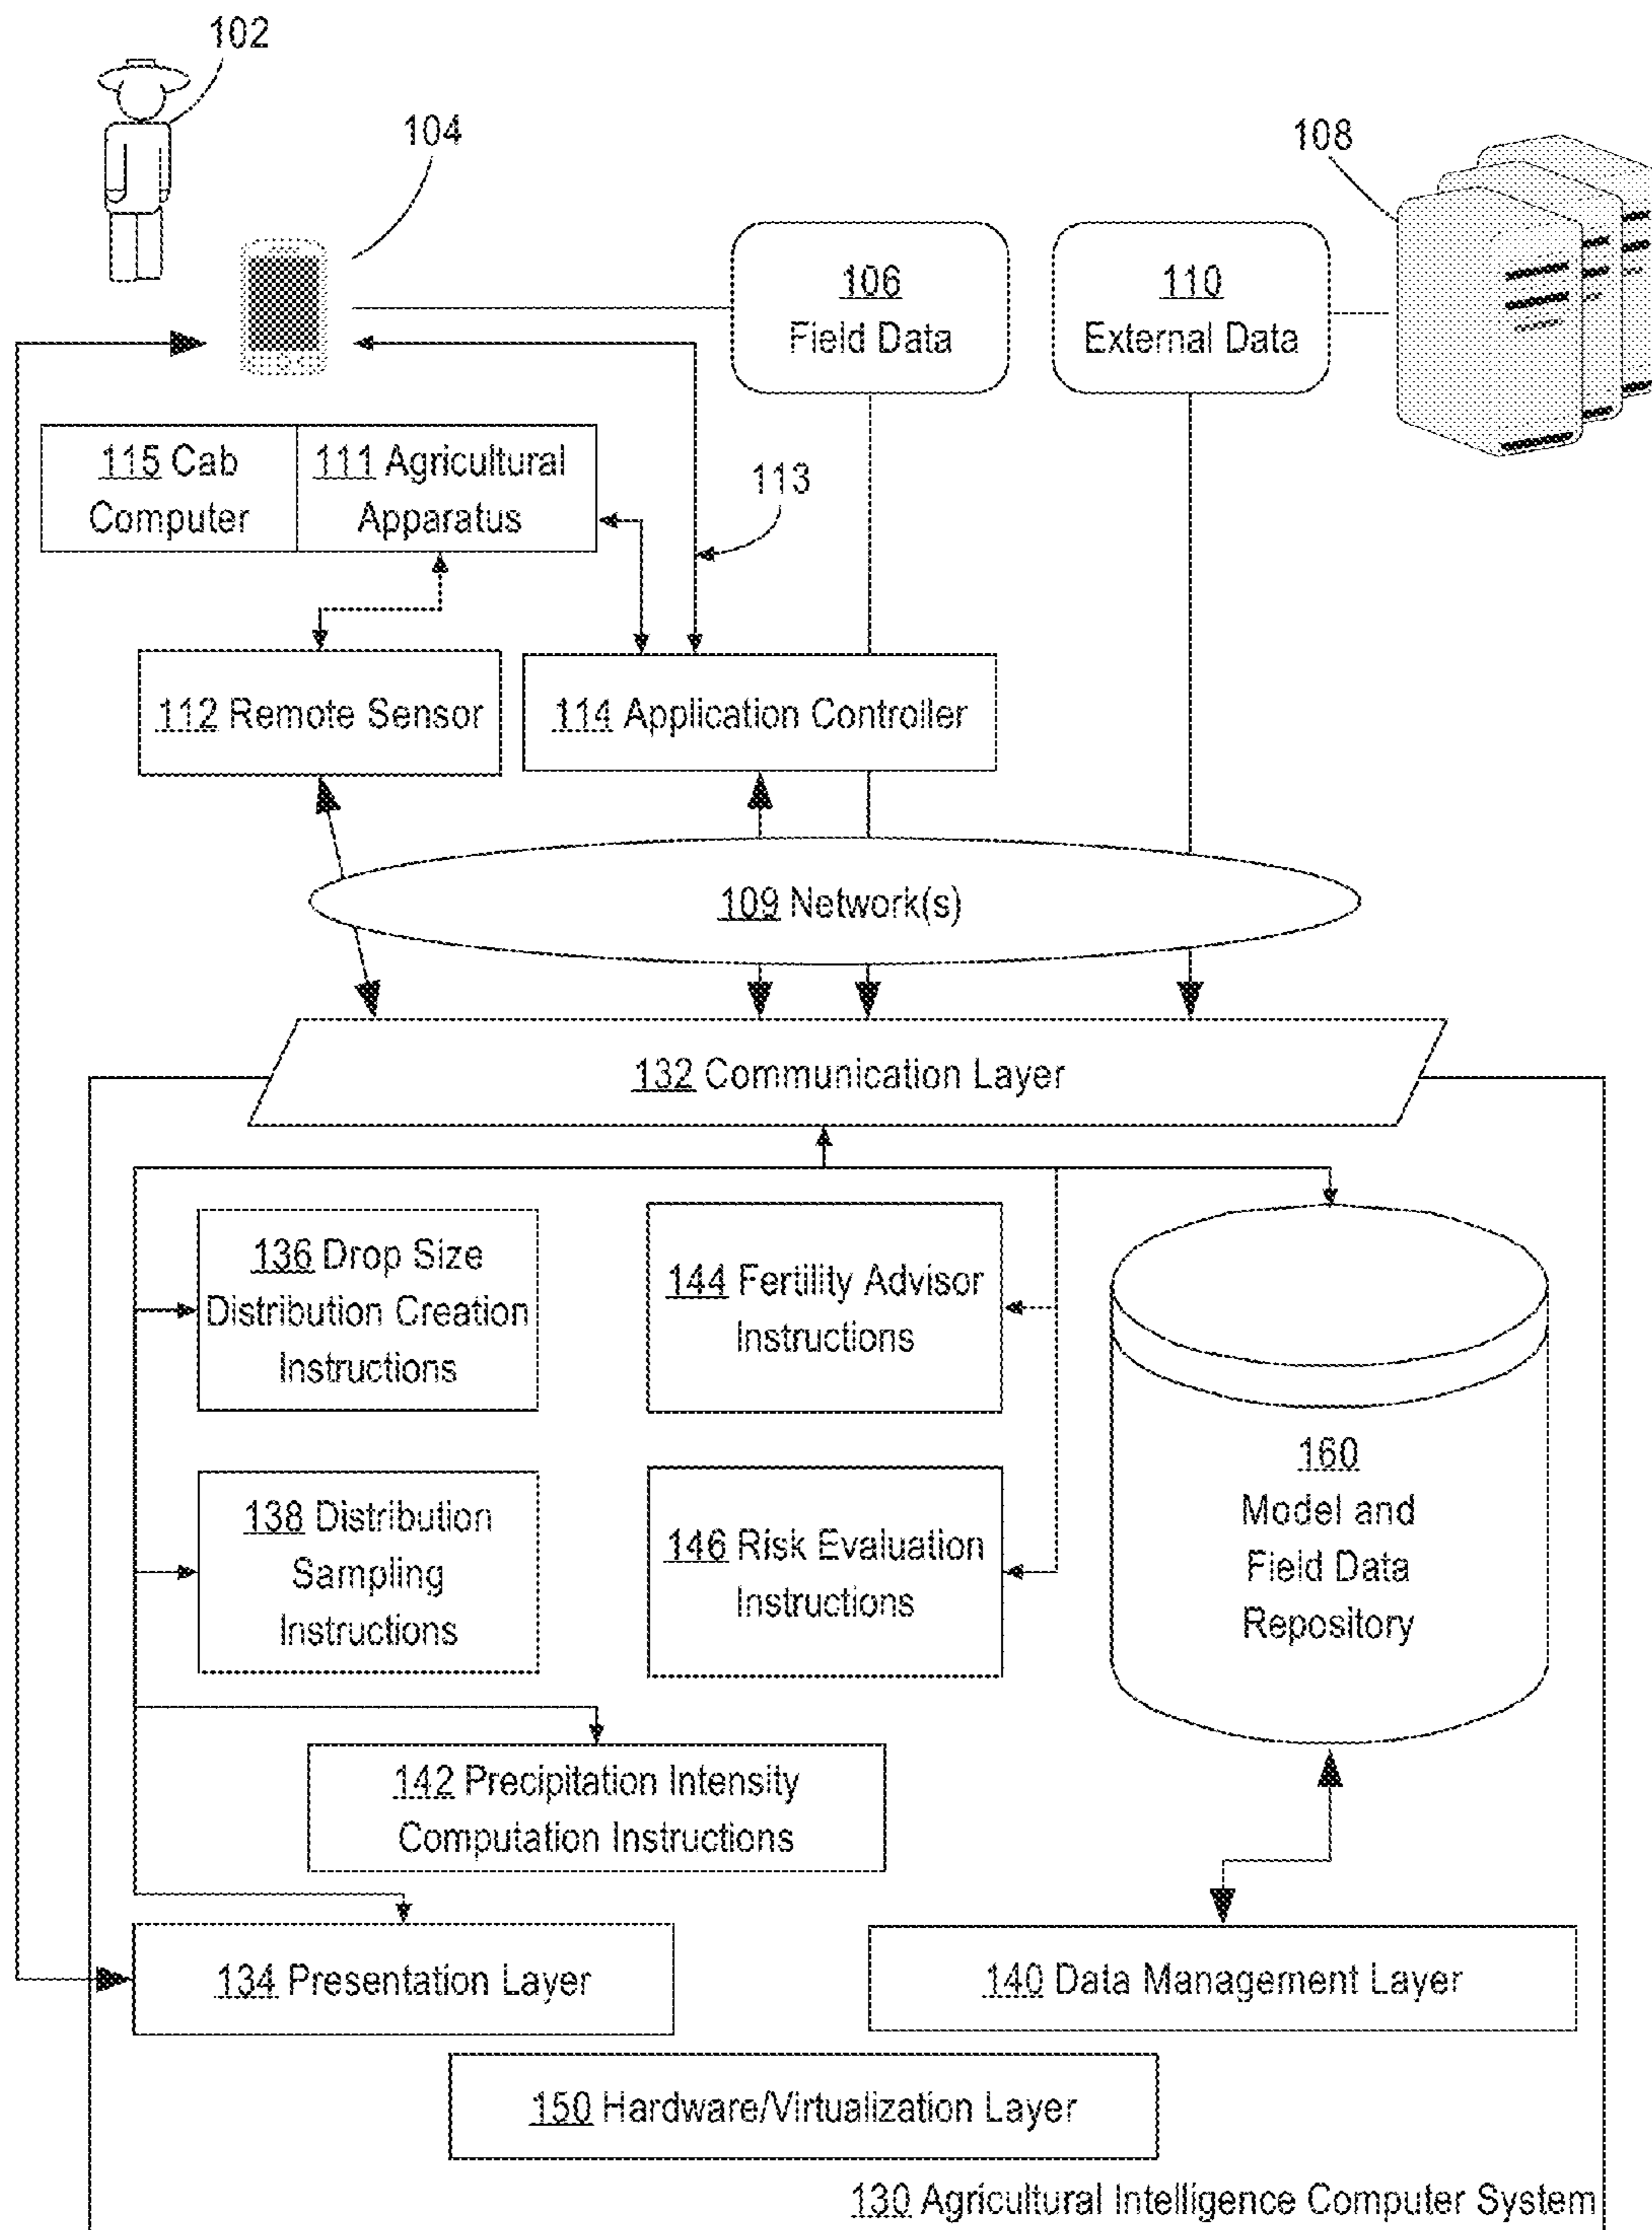 102
104
108
106
Field Data
110
External Data
115 Cab
Computer
111 Agricultural
Apparatus
113
112 Remote Sensor
114 Application Controller
109 Network(s)
132 Communication Layer
136 Drop Size
Distribution Creation
Instructions
144 Fertility Advisor
Instructions
138 Distribution
Sampling
Instructions
146 Risk Evaluation
Instructions
160
Model and
Field Data
Repository
142 Precipitation Intensity
Computation Instructions
134 Presentation Layer
140 Data Management Layer
150 Hardware/Virtualization Layer
130 Agricultural Intelligence Computer System